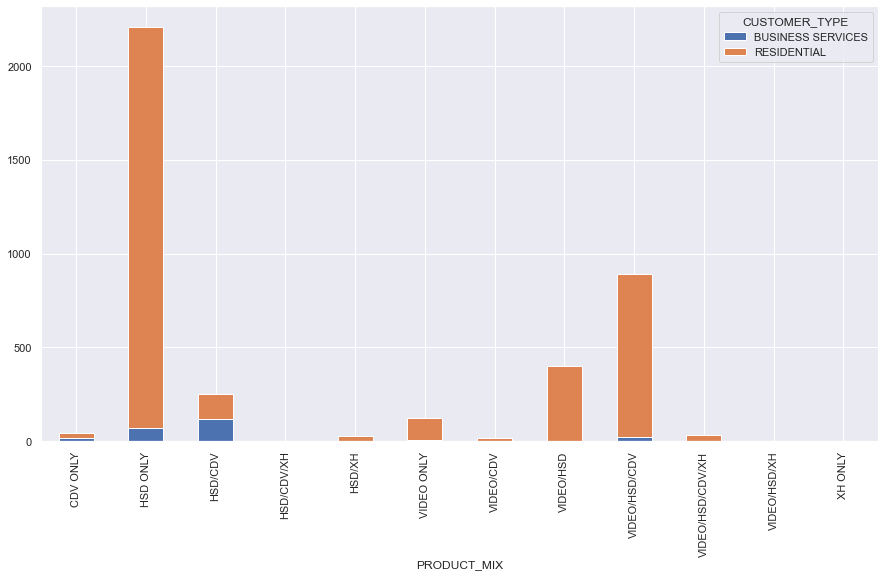 CUSTOMER_TYPE
BUSINESS SERVICES
RESIDENTIAL
2000
1500
1000
500
0
CDV ONLY
HSD ONLY
HSD/CDV
HSD/CDV/XH
HSD/XH
VIDEO ONLY
VIDEO/CDV
VIDEO/HSD
VIDEO/HSD/CDV
VIDEO/HSD/CDV/XH
VIDEO/HSD/XH
XH ONLY
PRODUCT_MIX